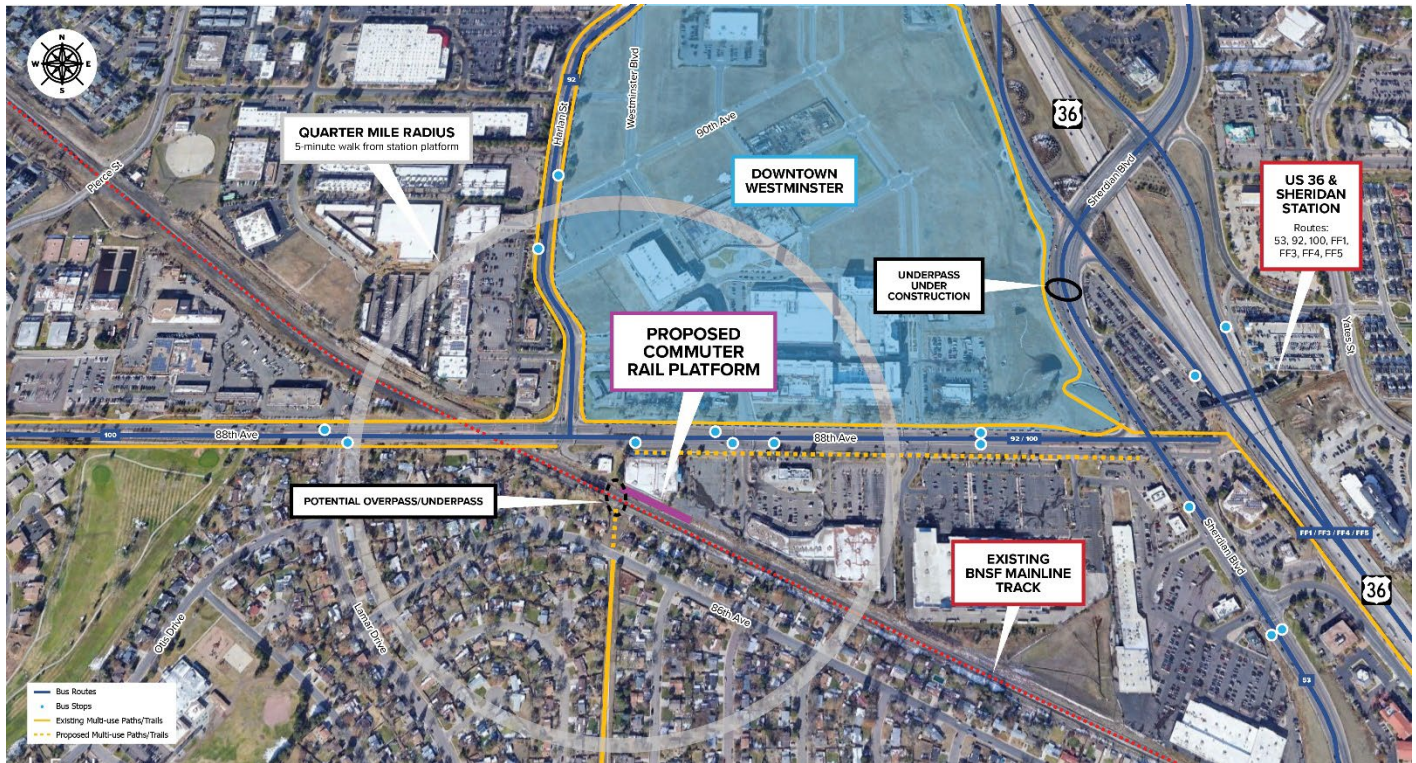 N
W E
S
Pierce St
QUARTER MILE RADIUS
5-minute walk from station platform
92
Harlan St
Westminster Blvd
90th Ave
DOWNTOWN
WESTMINSTER
36
Sherdian Blvd
US 36 &
SHERIDAN
STATION
Routes:
53, 92, 100, FF1,
FF3, FF4, FF5
UNDERPASS
UNDER
CONSTRUCTION
Yates St
PROPOSED
COMMUTER
RAIL PLATFORM
100
88th Ave
88th Ave
92 / 100
POTENTIAL OVERPASS/UNDERPASS
EXISTING
BNSF MAINLINE
TRACK
Sherdian Blvd
FF1 / FF3 / FF4 / FF5
36
Otis Drive
Lamar Drive
86th Ave
53
Bus Routes
Bus Stops
Existing Multi-use Paths/Trails
Proposed Multi-use Paths/Trails